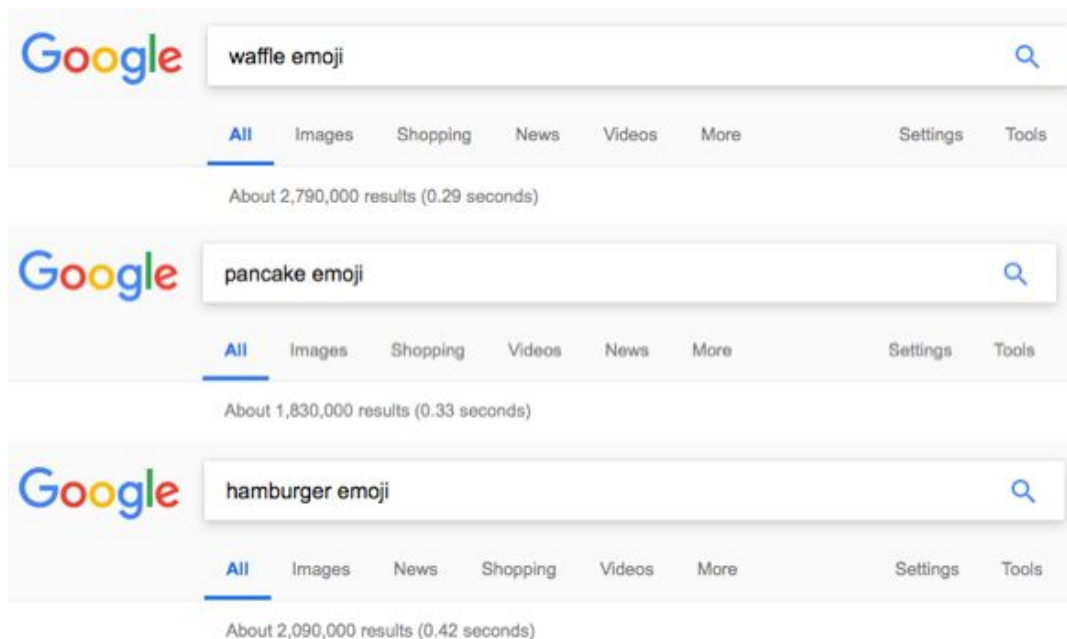 Google waffle emoji
All Images Shopping News Videos More Settings Tools
About 2,790,000 results (0.29 seconds)
Google pancake emoji
All Images Shopping Videos News More Settings Tools
About 1,830,000 results (0.33 seconds)
Google hamburger emoji
All Images News Shopping Videos More Settings Tools
About 2,090,000 results (0.42 seconds)